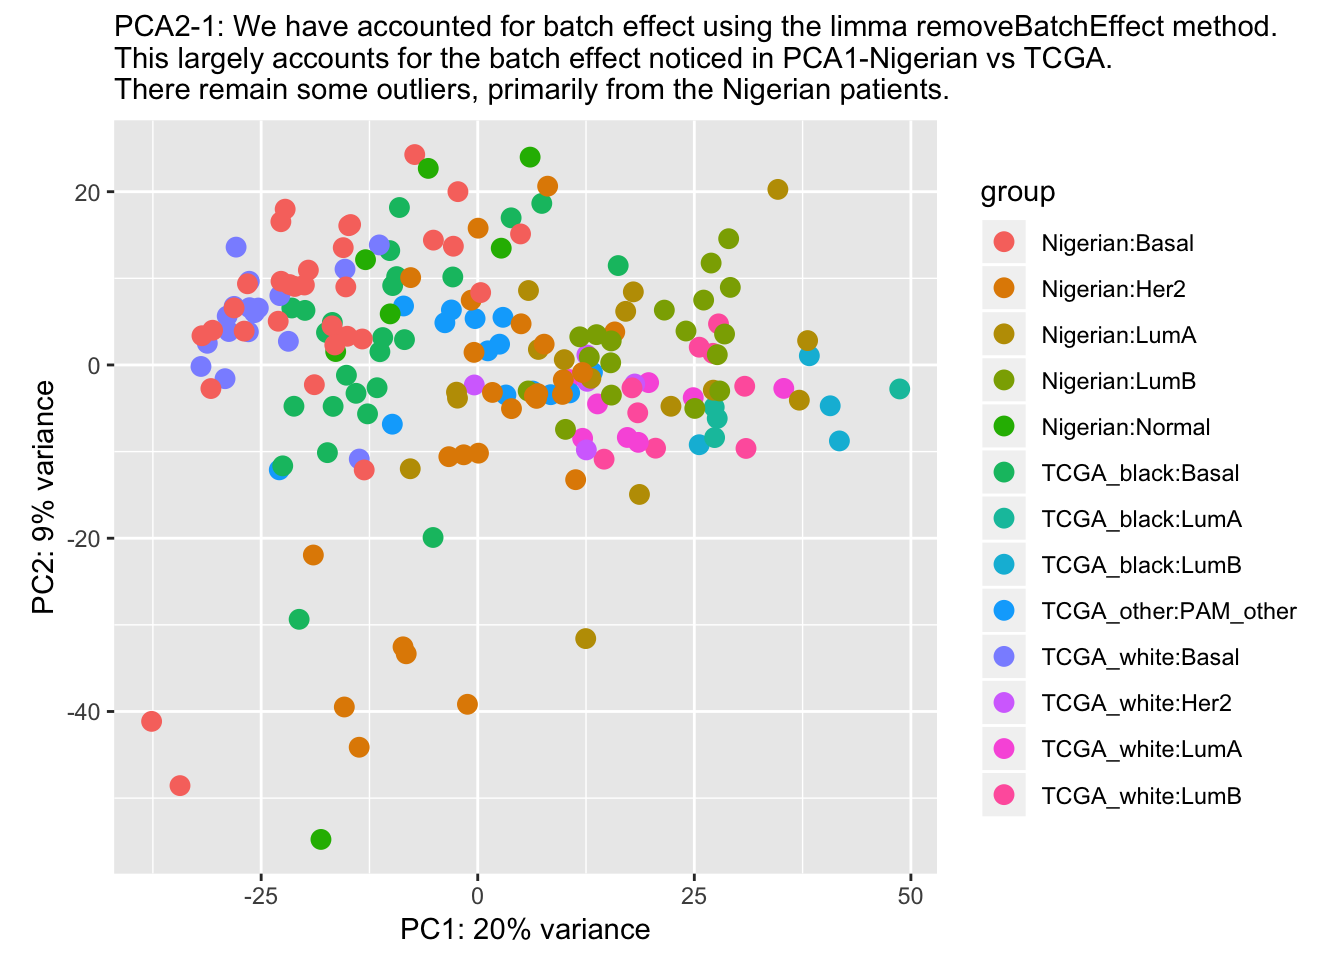 PCA2-1: We have accounted for batch effect using the limma removeBatchEffect method.
This largely accounts for the batch effect noticed in PCA1-Nigerian vs TCGA.
There remain some outliers, primarily from the Nigerian patients.
PC2: 9% variance
20
0
-20
-40
-25
0
25
50
PC1: 20% variance
group
Nigerian:Basal
Nigerian:Her2
Nigerian:LumA
Nigerian:LumB
Nigerian:Normal
TCGA_black:Basal
TCGA_black:LumA
TCGA_black:LumB
TCGA_other:PAM_other
TCGA_white:Basal
TCGA_white:Her2
TCGA_white:LumA
TCGA_white:LumB